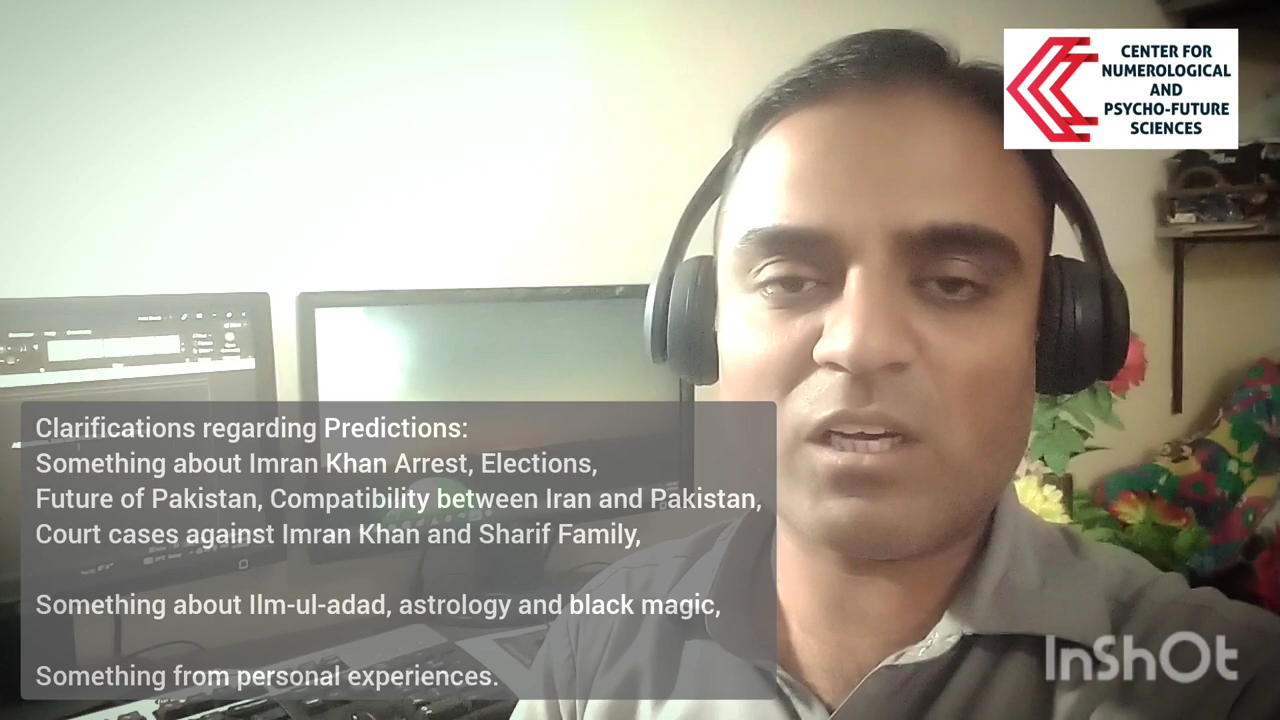 CENTER FOR
NUMEROLOGICAL
AND
PSYCHO-FUTURE
SCIENCES
Clarifications regarding Predictions:
Something about Imran Khan Arrest, Elections,
Future of Pakistan, Compatibility between Iran and Pakistan,
Court cases against Imran Khan and Sharif Family,
Something about Ilm-ul-adad, astrology and black magic,
Something from personal experiences.
InShOt